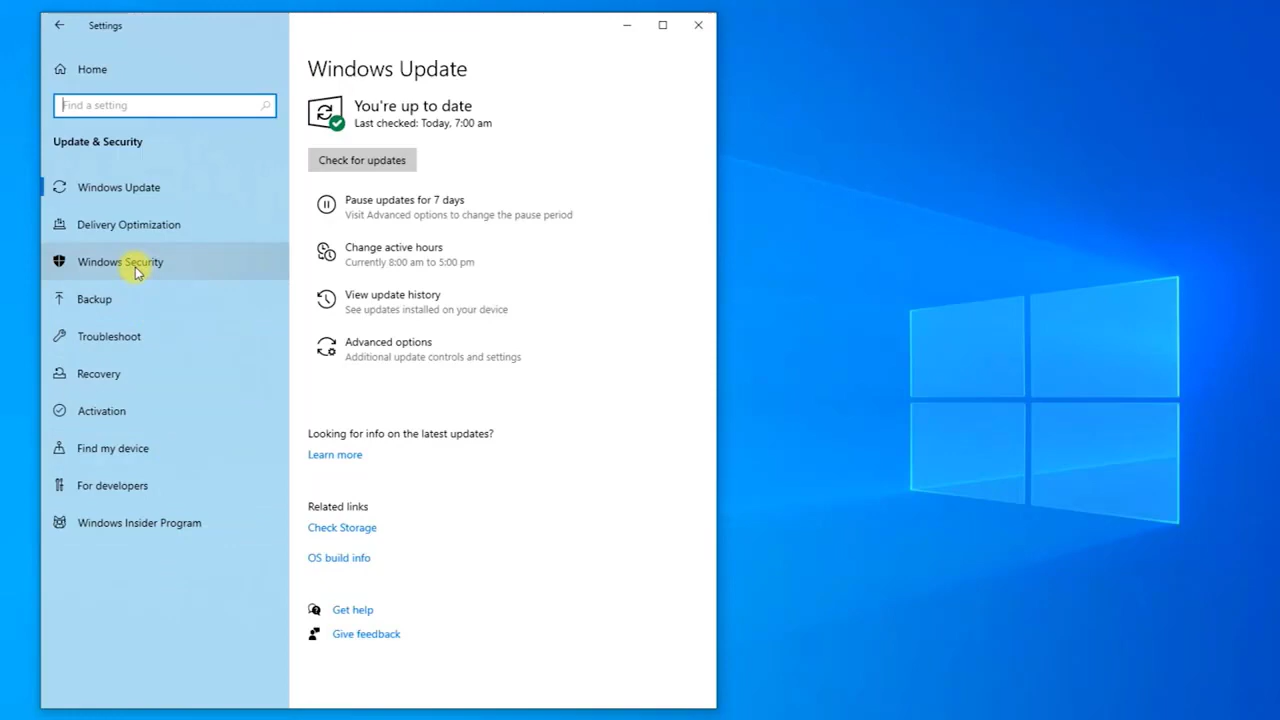 Settings
Home
Find a setting
Update & Security
Windows Update
Delivery Optimization
Windows Security
Backup
Troubleshoot
Recovery
Activation
Find my device
For developers
Windows Insider Program
Windows Update
You're up to date
Last checked: Today, 7:00 am
Check for updates
Pause updates for 7 days
Visit Advanced options to change the pause period
Change active hours
Currently 8:00 am to 5:00 pm
View update history
See updates installed on your device
Advanced options
Additional update controls and settings
Looking for info on the latest updates?
Learn more
Related links
Check Storage
OS build info
Get help
Give feedback